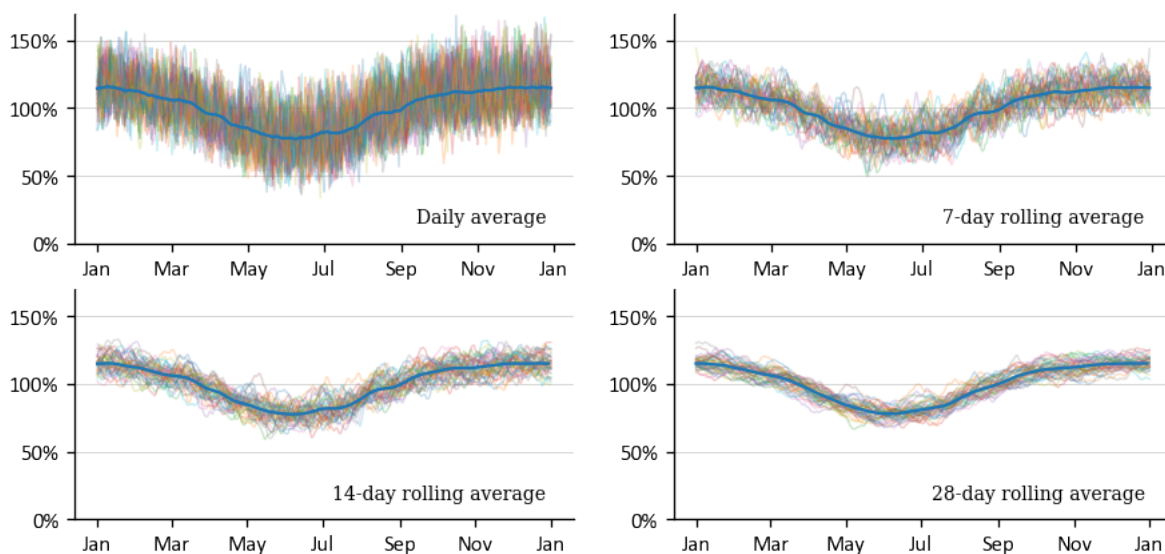 150%
100%
50%
0%
Daily average
Jan Mar May Jul Sep Nov Jan
150%
100%
50%
0%
7-day rolling average
Jan Mar May Jul Sep Nov Jan
150%
100%
50%
0%
14-day rolling average
Jan Mar May Jul Sep Nov Jan
150%
100%
50%
0%
28-day rolling average
Jan Mar May Jul Sep Nov Jan